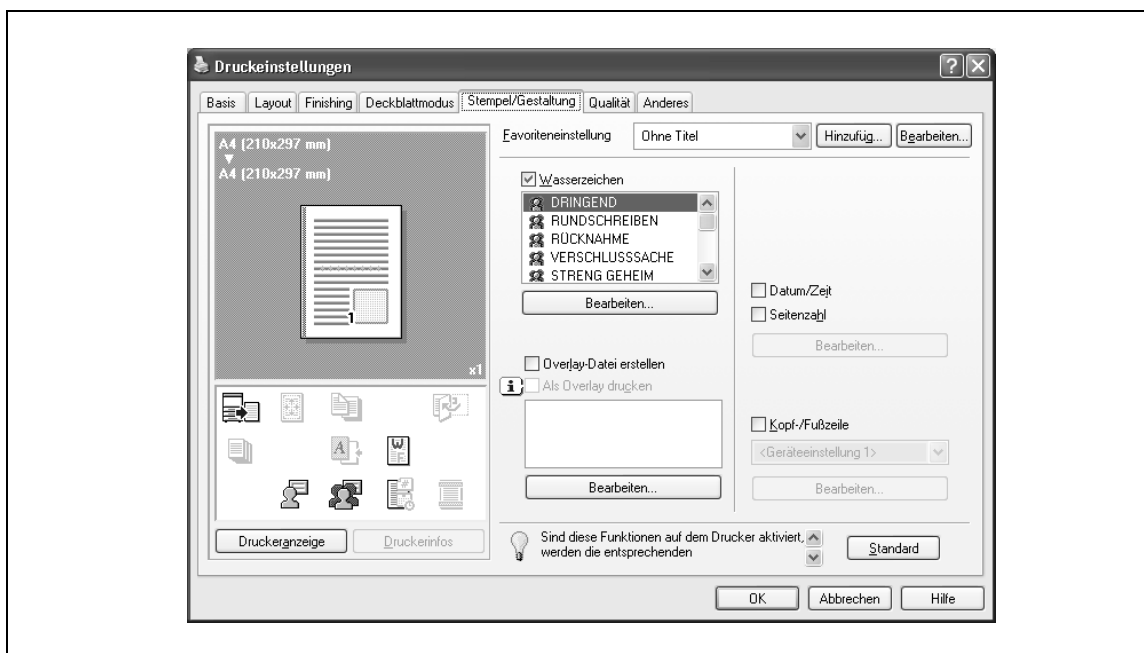 Druckeinstellungen
Basis Layout Finishing Deckblattmodus Stempel/Gestaltung Qualität Anderes
A4 (210x297 mm)
A4 (210x297 mm)
1
x1
Druckeranzeige Druckerinfos
Favoriteneinstellung Ohne Titel Hinzufüg... Bearbeiten...
Wasserzeichen
DRINGEND
RUNDSCHREIBEN
RÜCKNAHME
VERSCHLUSSSACHE
STRENG GEHEIM
Bearbeiten...
Overlay-Datei erstellen
Als Overlay drucken
Bearbeiten...
Datum/Zeit
Seitenzahl
Bearbeiten...
Kopf-/Fußzeile
<Geräteeinstellung 1>
Bearbeiten...
Sind diese Funktionen auf dem Drucker aktiviert,
werden die entsprechenden
Standard
OK Abbrechen Hilfe